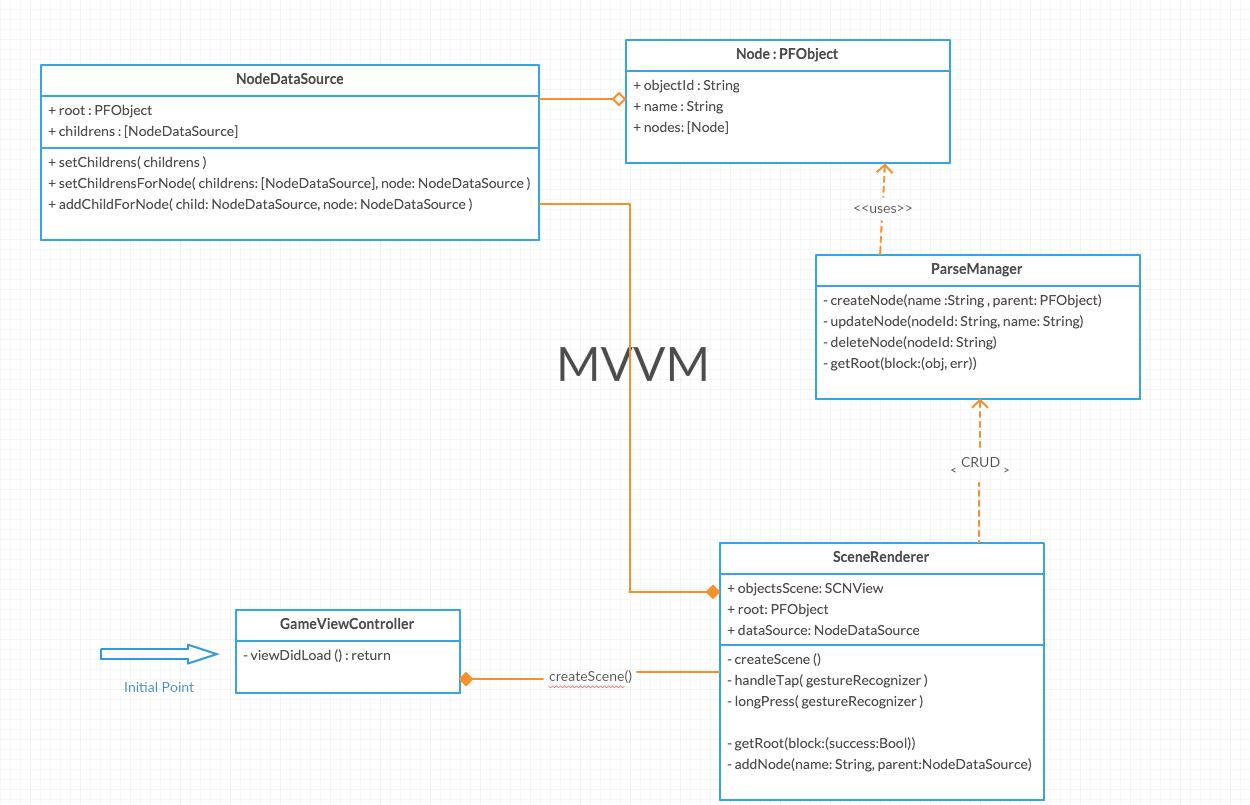 NodeDataSource
+ root : PFObject
+ childrens : [NodeDataSource]
+ setChildrens( childrens )
+ setChildrensForNode( childrens: [NodeDataSource], node: NodeDataSource )
+ addChildForNode( child: NodeDataSource, node: NodeDataSource )
Node : PFObject
+ objectId : String
+ name : String
+ nodes: [Node]
<<uses>>
ParseManager
- createNode(name :String , parent: PFObject)
- updateNode(nodeId: String, name: String)
- deleteNode(nodeId: String)
- getRoot(block:(obj, err))
MVVM
< CRUD >
SceneRenderer
+ objectsScene: SCNView
+ root: PFObject
+ dataSource: NodeDataSource
- createScene ()
- handleTap( gestureRecognizer )
- longPress( gestureRecognizer )
- getRoot(block:(success:Bool))
- addNode(name: String, parent:NodeDataSource)
GameViewController
- viewDidLoad () : return
createScene()
Initial Point